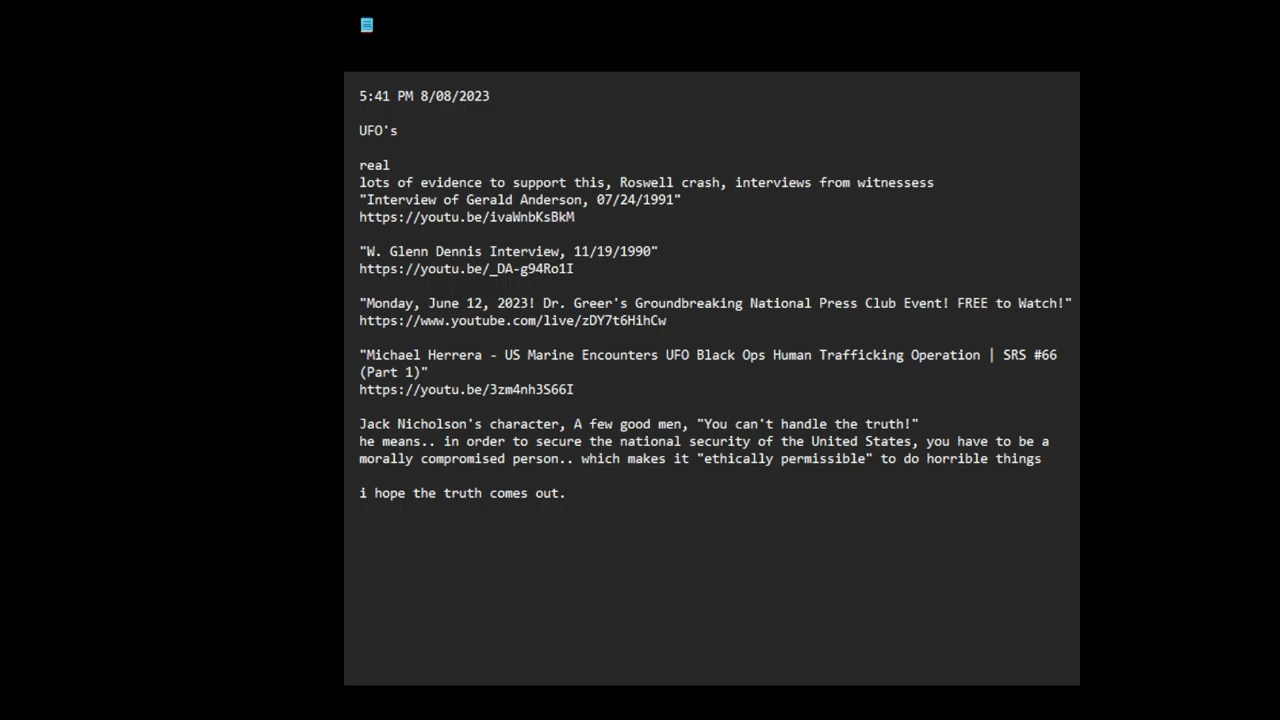 5:41 PM 8/08/2023
UFO's
real
lots of evidence to support this, Roswell crash, interviews from witnessess
"Interview of Gerald Anderson, 07/24/1991"
https://youtu.be/ivaWnbKsBkM
"W. Glenn Dennis Interview, 11/19/1990"
https://youtu.be/_DA-g94Ro1I
"Monday, June 12, 2023! Dr. Greer's Groundbreaking National Press Club Event! FREE to Watch!"
https://www.youtube.com/live/zDY7t6HihCw
"Michael Herrera - US Marine Encounters UFO Black Ops Human Trafficking Operation | SRS #66
(Part 1)"
https://youtu.be/3zm4nh3S66I
Jack Nicholson's character, A few good men, "You can't handle the truth!"
he means.. in order to secure the national security of the United States, you have to be a
morally compromised person.. which makes it "ethically permissible" to do horrible things
i hope the truth comes out.